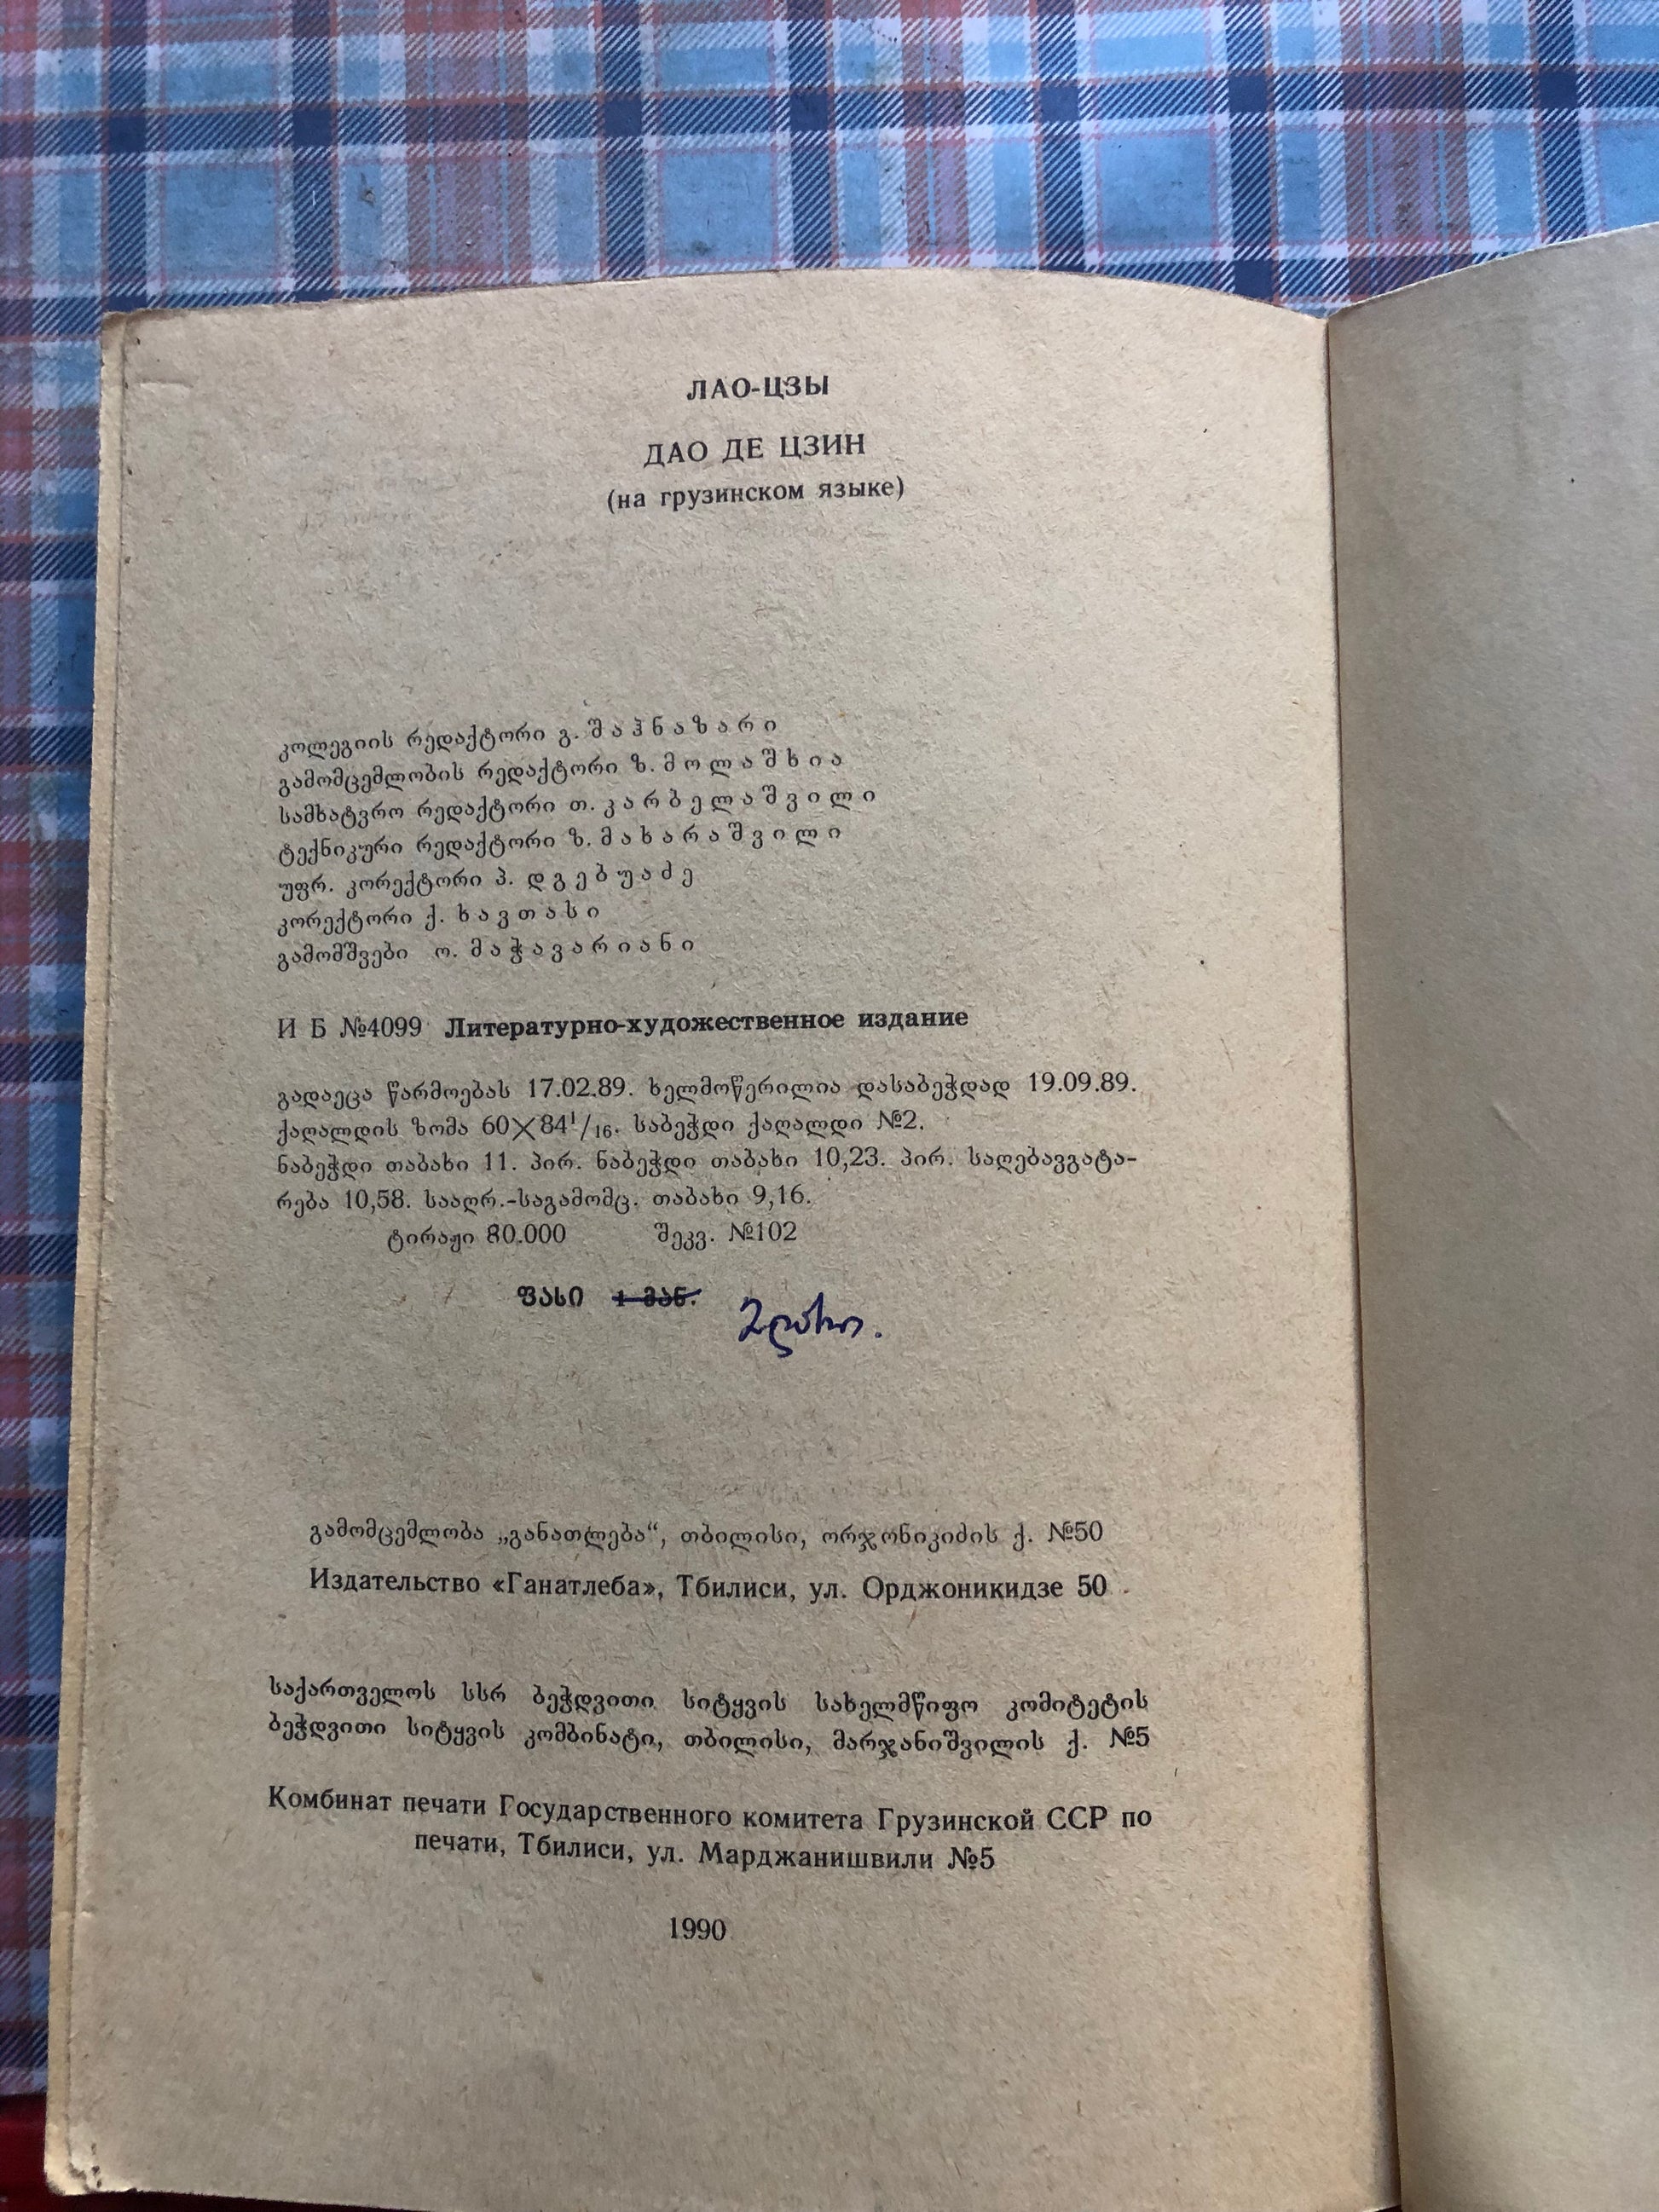 ЛАО-ЦЗЫ
ДАО ДЕ ЦЗИН
(на грузинском языке)
კოლეგიის რედაქტორი გ. შაჰნაზარი
გამომცემლობის რედაქტორი ზ. მოლაშხია
სამხატვრო რედაქტორი თ. კარბელაშვილი
ტექნიკური რედაქტორი ზ. მახარაშვილი
უფრ. კორექტორი პ. დგებუაძე
კორექტორი ქ. ხავთასი
გამომშვები ო. მაჭავარიანი
И Б №4099 Литературно-художественное издание
გადაეცა წარმოებას 17.02.89. ხელმოწერილია დასაბეჭდად 19.09.89.
ქაღალდის ზომა 60×84¹/₁₆. საბეჭდი ქაღალდი №2.
ნაბეჭდი თაბახი 11. პირ. ნაბეჭდი თაბახი 10,23. პირ. საღებავგატა-
რება 10,58. სააღრ.-საგამომც. თაბახი 9,16.
ტირაჟი 80.000 შეკვ. №102
ფასი 1 მან.
გამომცემლობა „განათლება“, თბილისი, ორჯონიკიძის ქ. №50
Издательство «Ганатлеба», Тбилиси, ул. Орджоникидзе 50
საქართველოს სსრ ბეჭდვითი სიტყვის სახელმწიფო კომიტეტის
ბეჭდვითი სიტყვის კომბინატი, თბილისი, მარჯანიშვილის ქ. №5
Комбинат печати Государственного комитета Грузинской ССР по
печати, Тбилиси, ул. Марджанишвили №5
1990